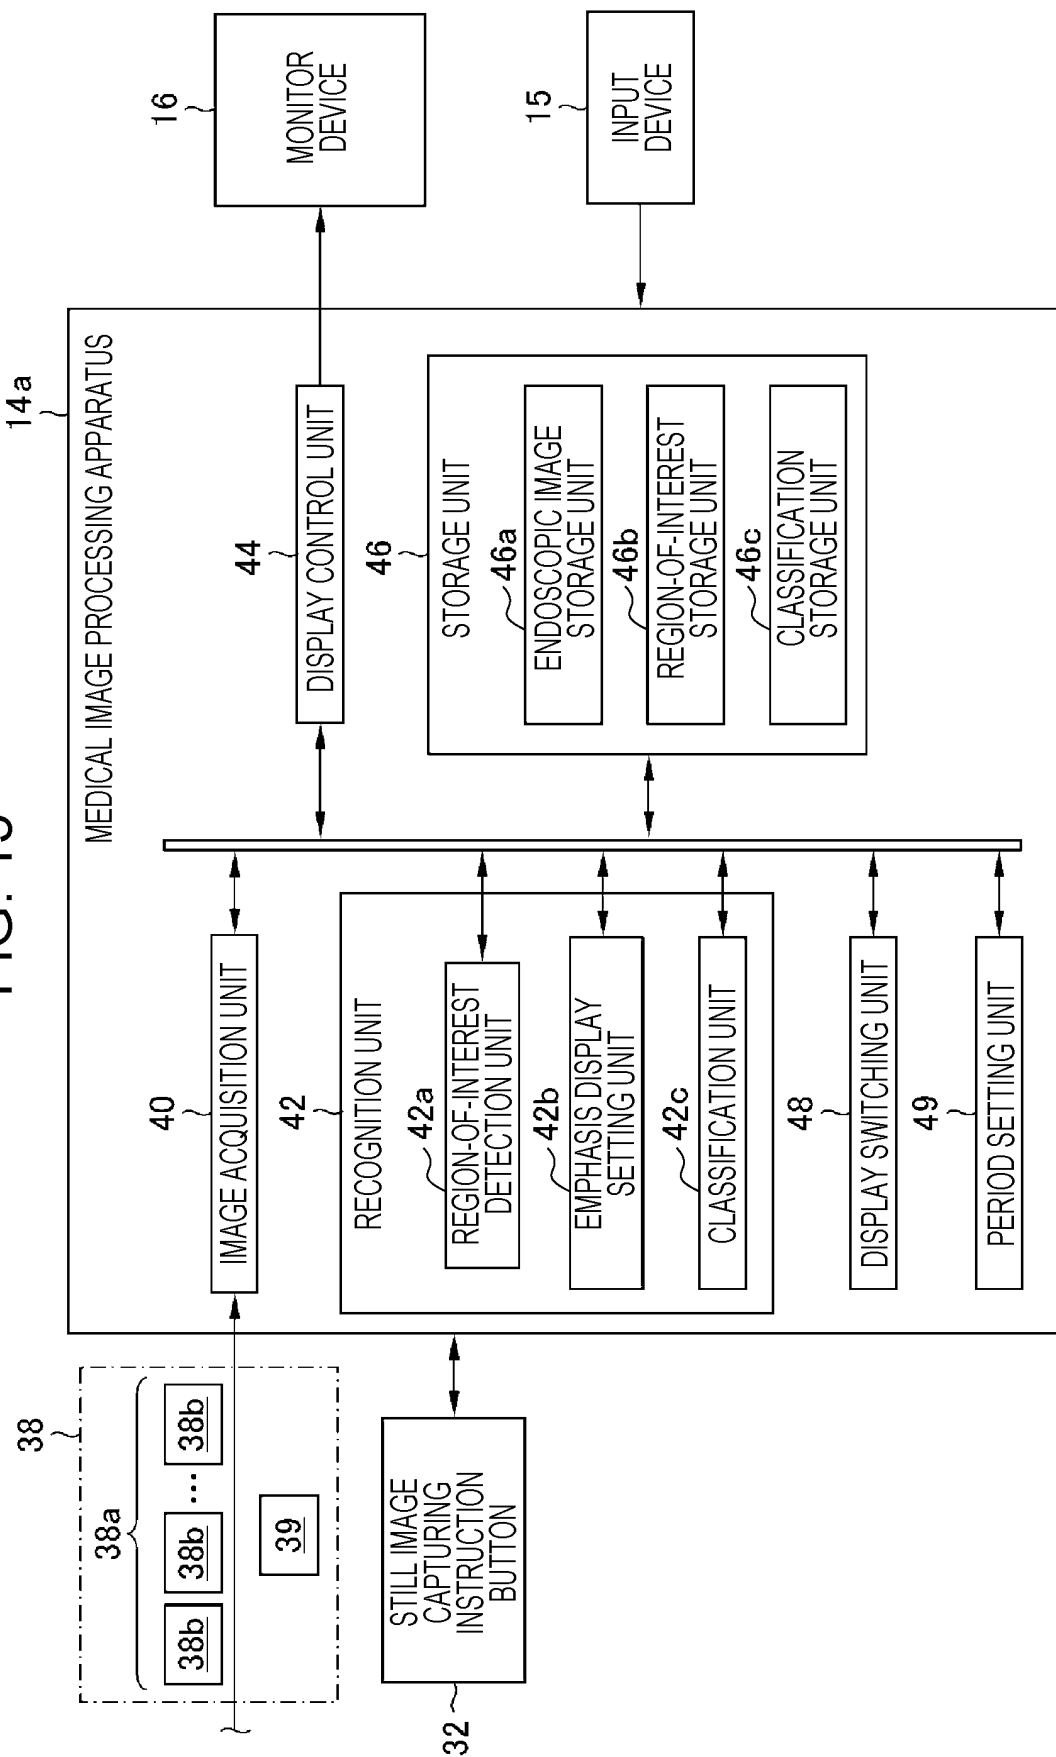 14a
MEDICAL IMAGE PROCESSING APPARATUS
38
38a
38b
38b
...
38b
39
40
IMAGE ACQUISITION UNIT
44
DISPLAY CONTROL UNIT
16
MONITOR
DEVICE
STILL IMAGE
CAPTURING
INSTRUCTION
BUTTON
32
42
RECOGNITION UNIT
42a
REGION-OF-INTEREST
DETECTION UNIT
42b
EMPHASIS DISPLAY
SETTING UNIT
42c
CLASSIFICATION UNIT
46
STORAGE UNIT
46a
ENDOSCOPIC IMAGE
STORAGE UNIT
46b
REGION-OF-INTEREST
STORAGE UNIT
46c
CLASSIFICATION
STORAGE UNIT
15
INPUT
DEVICE
48
DISPLAY SWITCHING UNIT
49
PERIOD SETTING UNIT